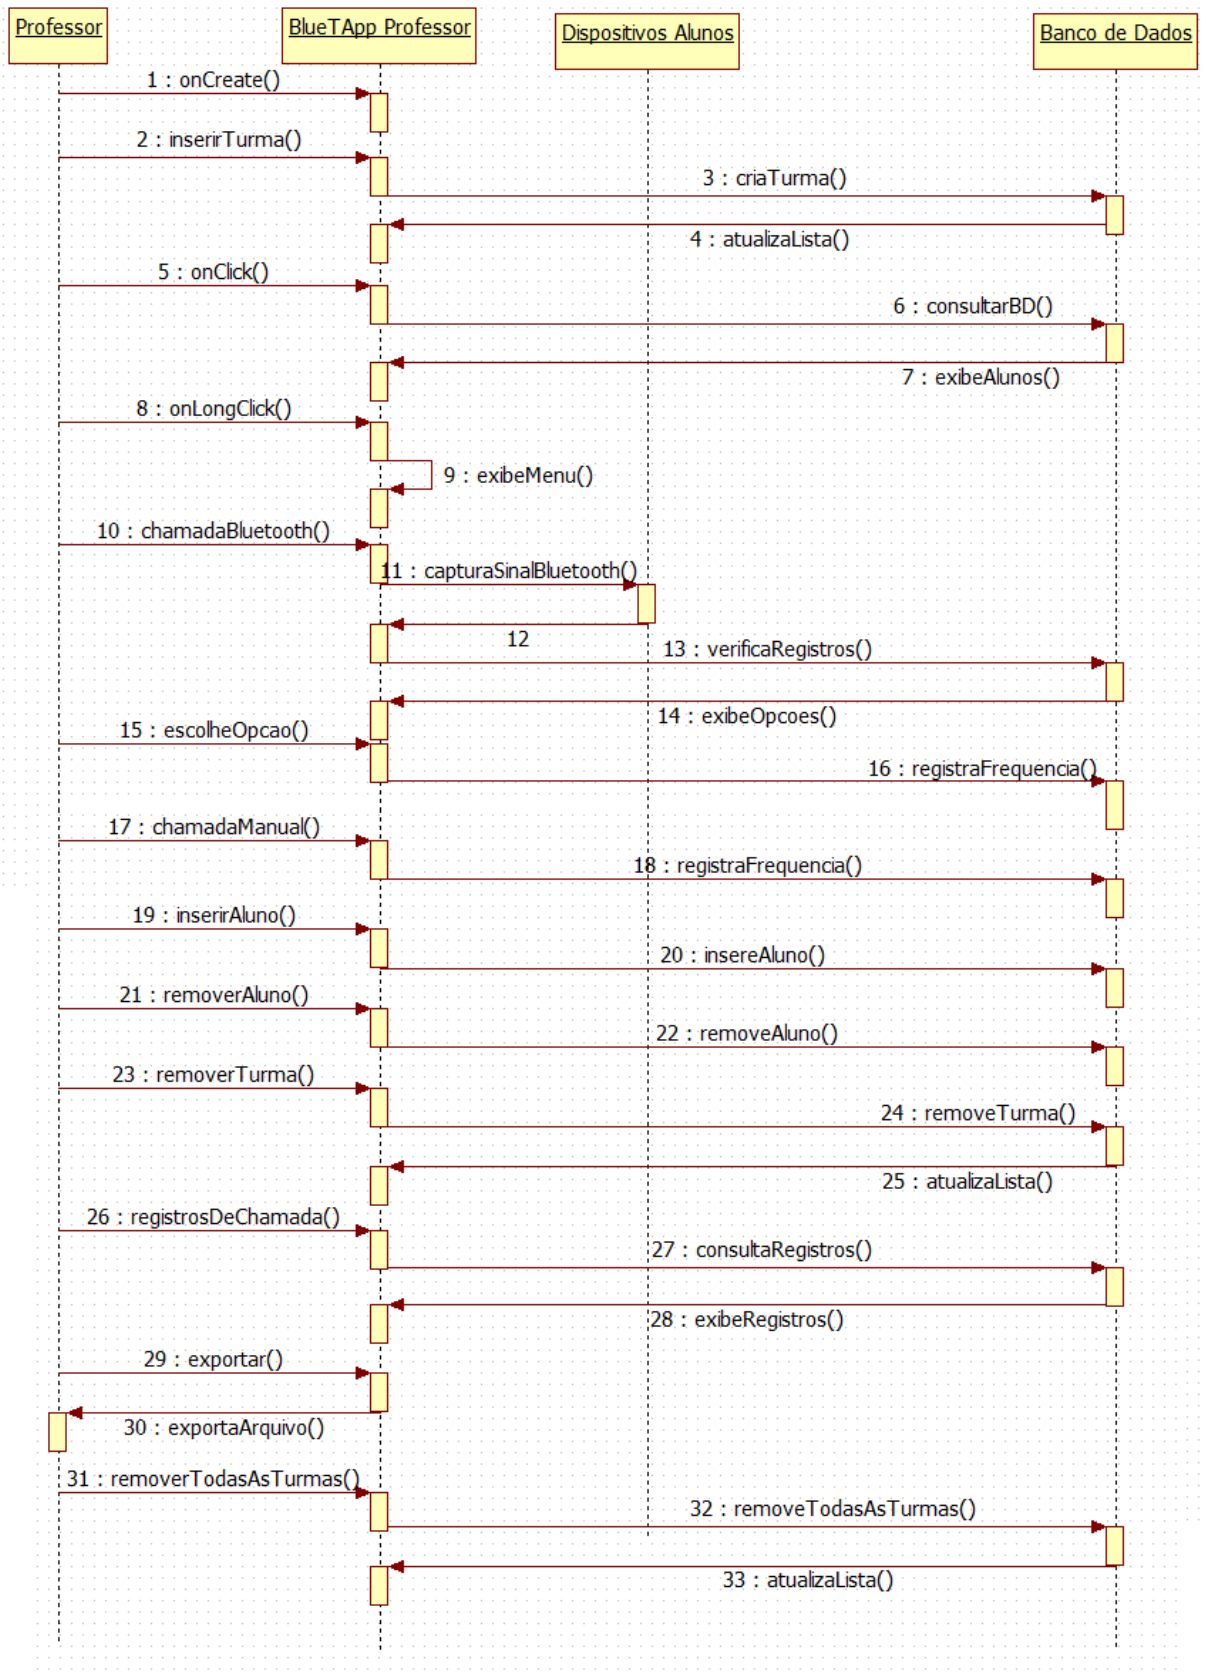 Professor
BlueTApp Professor
Dispositivos Alunos
Banco de Dados
1 : onCreate()
2 : inserirTurma()
3 : criaTurma()
4 : atualizaLista()
5 : onClick()
6 : consultarBD()
7 : exibeAlunos()
8 : onLongClick()
9 : exibeMenu()
10 : chamadaBluetooth()
11 : capturaSinalBluetooth()
12
13 : verificaRegistros()
14 : exibeOpcoes()
15 : escolheOpcao()
16 : registraFrequencia()
17 : chamadaManual()
18 : registraFrequencia()
19 : inserirAluno()
20 : insereAluno()
21 : removerAluno()
22 : removeAluno()
23 : removerTurma()
24 : removeTurma()
25 : atualizaLista()
26 : registrosDeChamada()
27 : consultaRegistros()
28 : exibeRegistros()
29 : exportar()
30 : exportaArquivo()
31 : removerTodasAsTurmas()
32 : removeTodasAsTurmas()
33 : atualizaLista()